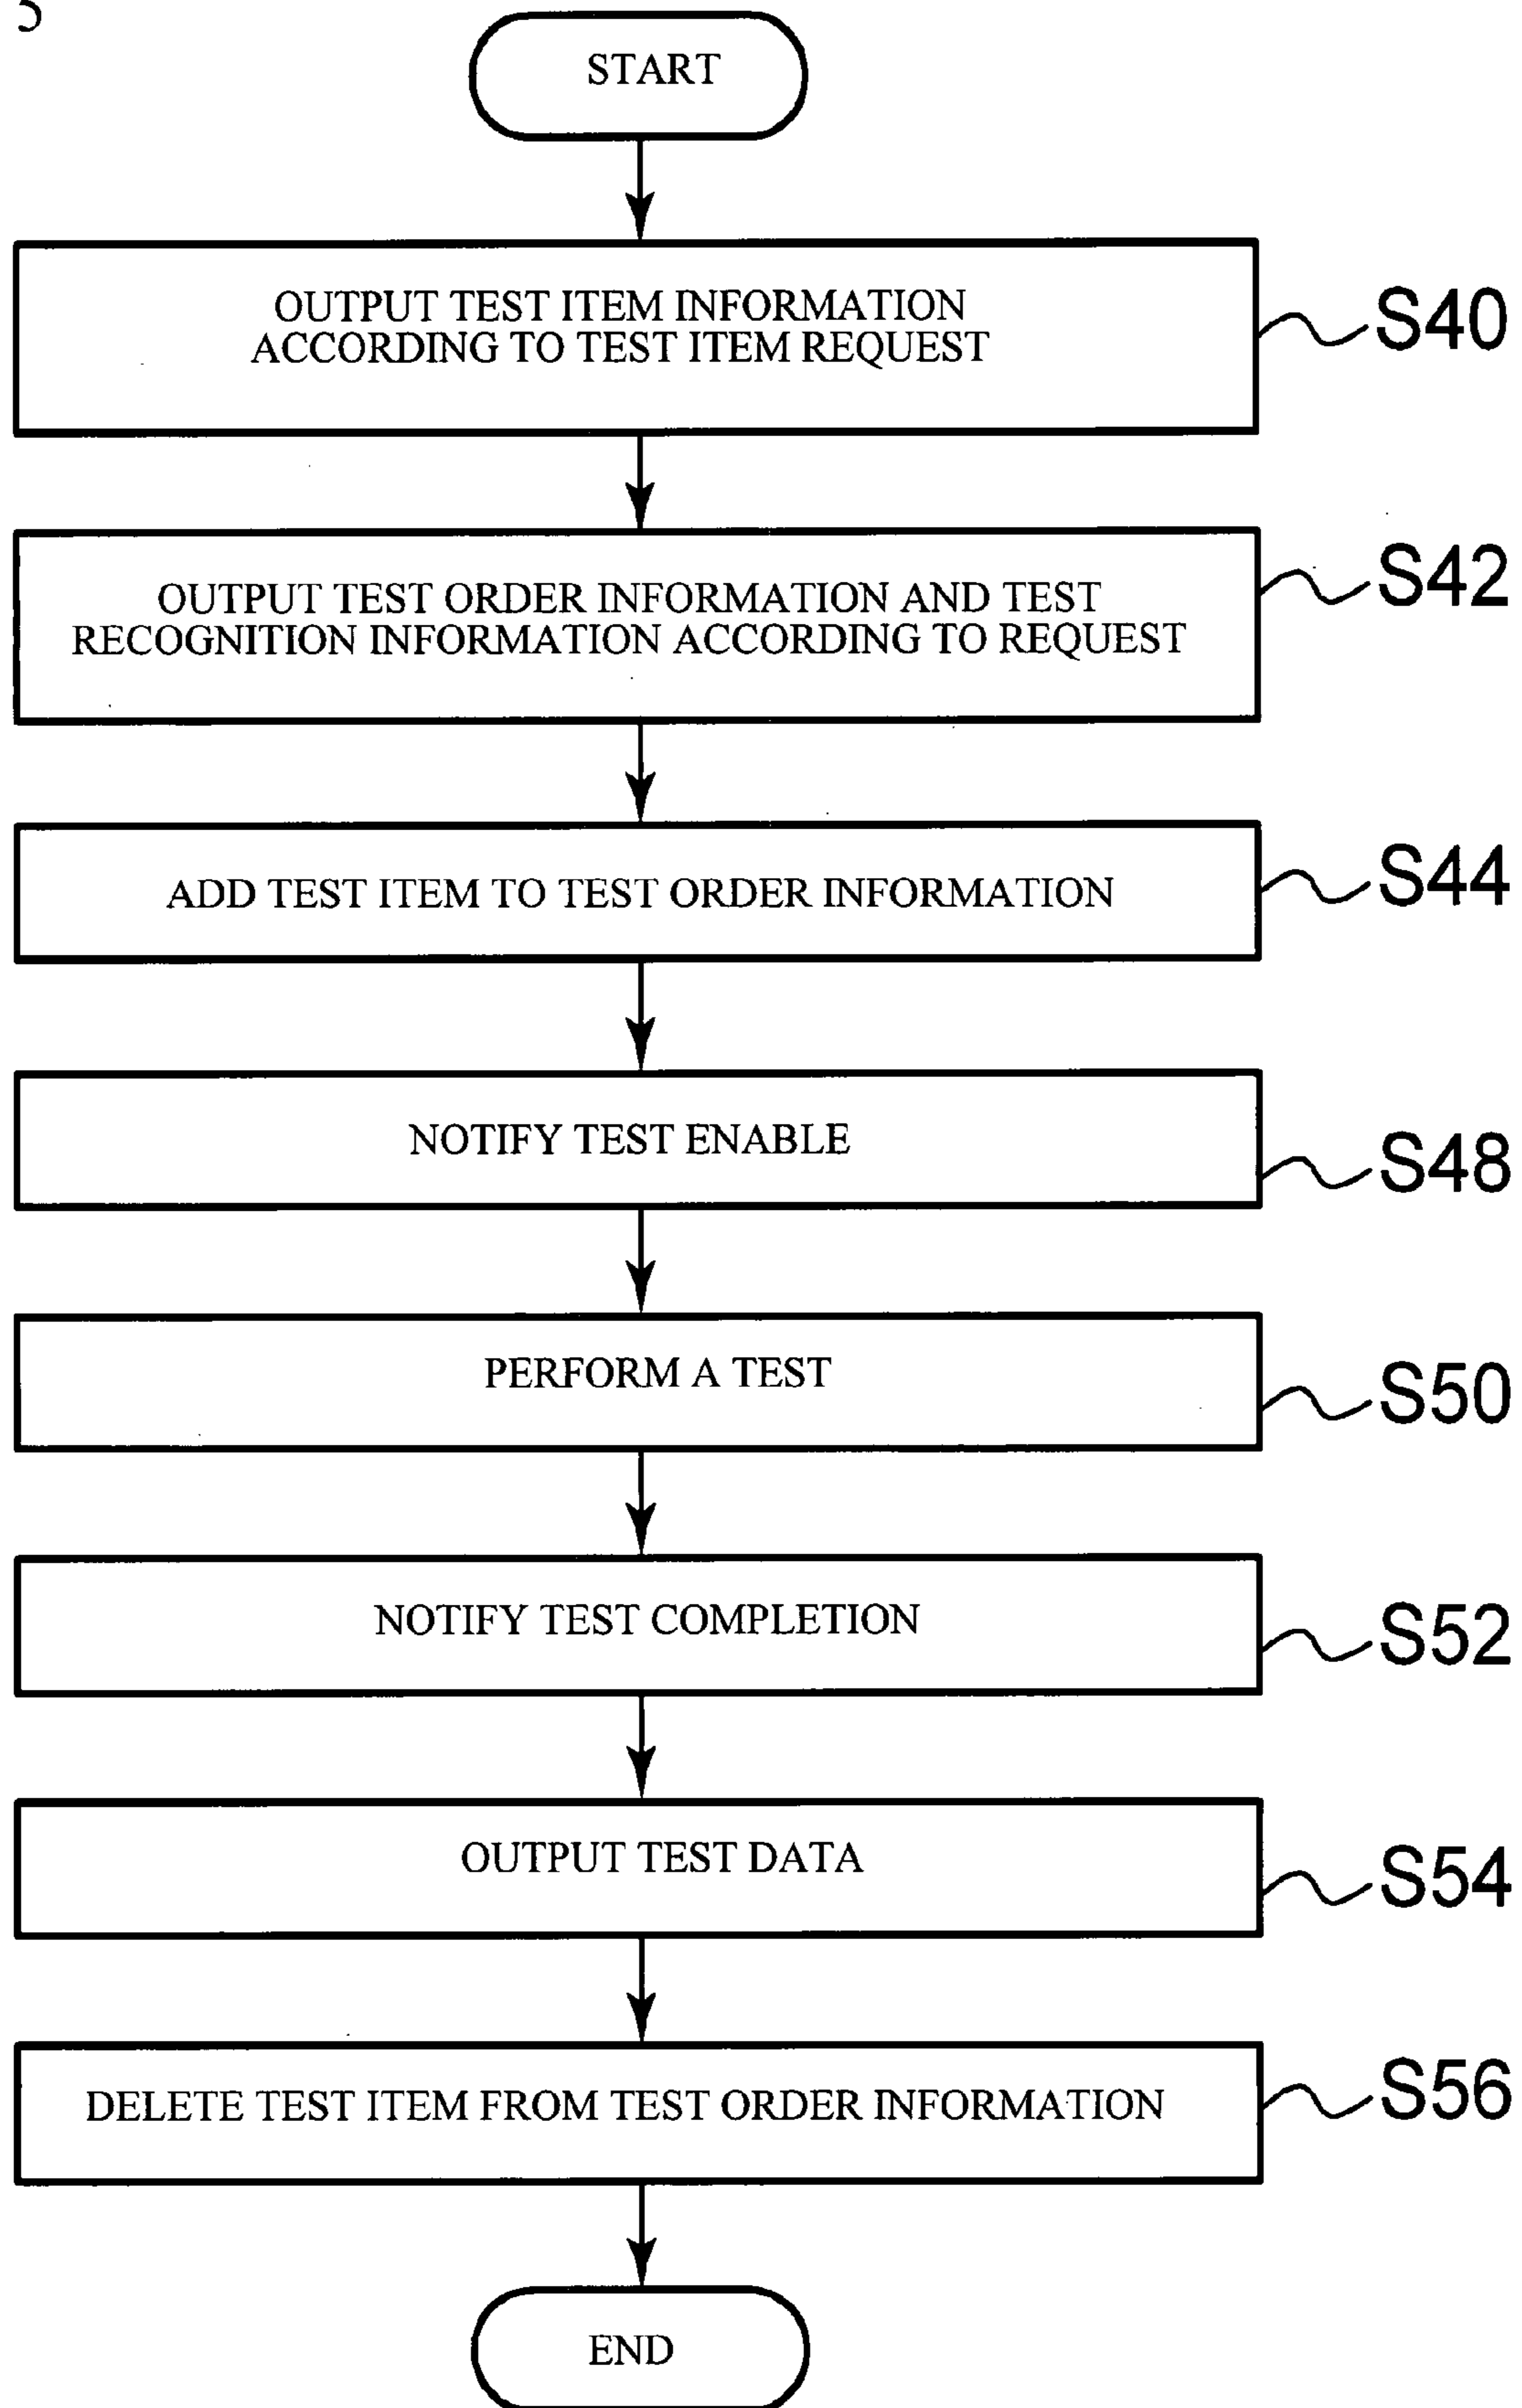 START
OUTPUT TEST ITEM INFORMATION
ACCORDING TO TEST ITEM REQUEST
S40
OUTPUT TEST ORDER INFORMATION AND TEST
RECOGNITION INFORMATION ACCORDING TO REQUEST
S42
ADD TEST ITEM TO TEST ORDER INFORMATION
S44
NOTIFY TEST ENABLE
S48
PERFORM A TEST
S50
NOTIFY TEST COMPLETION
S52
OUTPUT TEST DATA
S54
DELETE TEST ITEM FROM TEST ORDER INFORMATION
S56
END